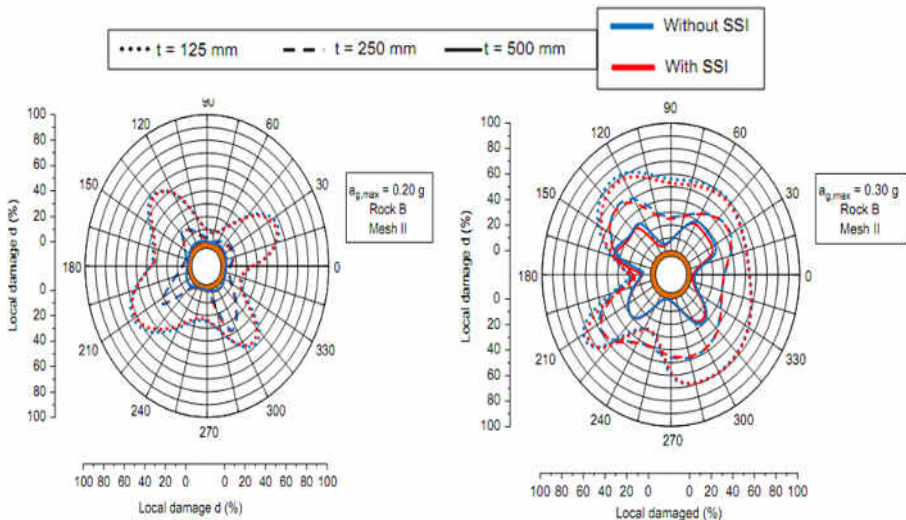 t = 125 mm t = 250 mm t = 500 mm
Without SSI
With SSI
90
120 60
150 30
180 0
210 330
240 300
270
100
80
60
40
20
0
0
20
40
60
80
100
Local damage d (%)
a g,max = 0.20 g
Rock B
Mesh II
100 80 60 40 20 0 0 20 40 60 80 100
Local damage d (%)
90
120 60
150 30
180 0
210 330
240 300
270
100
80
60
40
20
0
0
20
40
60
80
100
Local damage d (%)
a g,max = 0.30 g
Rock B
Mesh II
100 80 60 40 20 0 0 20 40 60 80 100
Local damaged (%)